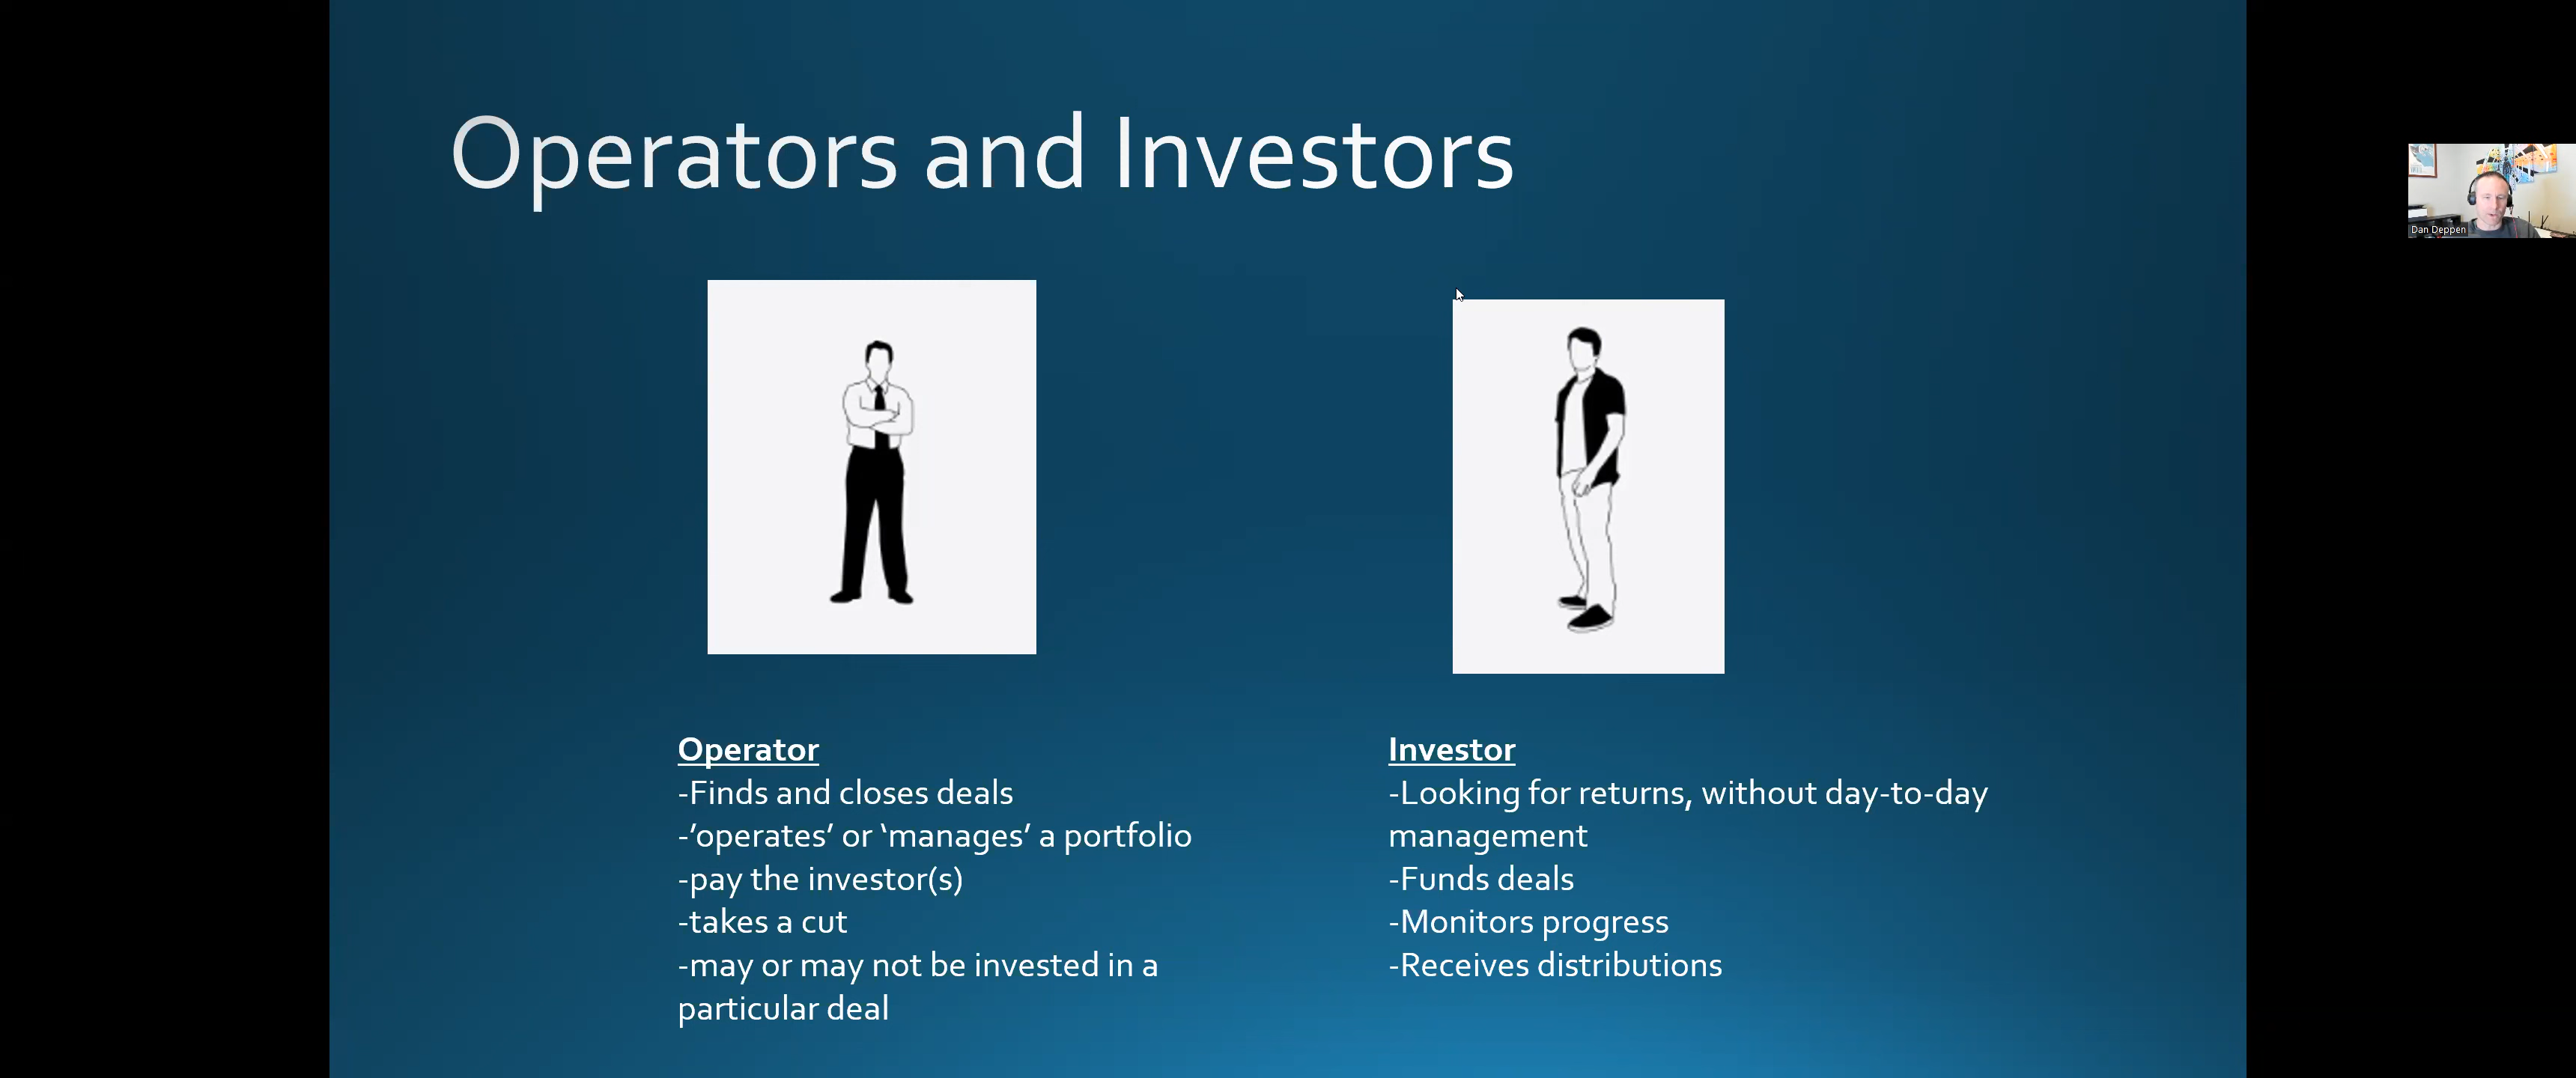 Operators and Investors
Dan Deppen
Operator
-Finds and closes deals
-’operates’ or ‘manages’ a portfolio
-pay the investor(s)
-takes a cut
-may or may not be invested in a
particular deal
Investor
-Looking for returns, without day-to-day
management
-Funds deals
-Monitors progress
-Receives distributions